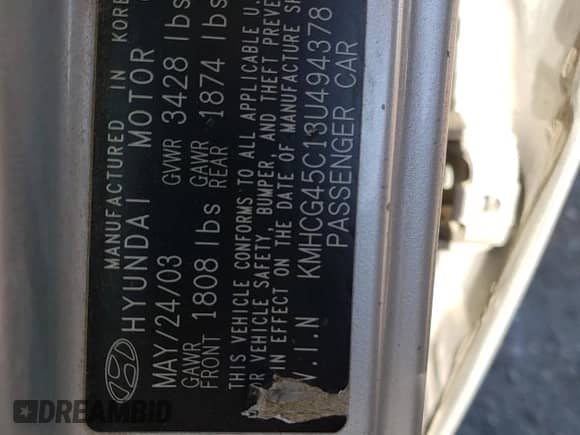 MANUFACTURED IN KOREA
HYUNDAI MOTOR
MAY/24/03 GVWR 3428 lbs
GAWR FRONT 1808 lbs GAWR REAR 1874 lbs
THIS VEHICLE CONFORMS TO ALL APPLICABLE U.
OR VEHICLE SAFETY, BUMPER, AND THEFT PREVE
IN EFFECT ON THE DATE OF MANUFACTURE SH
V.I.N KMHCG45C13U494378
PASSENGER CAR
DREAMBID